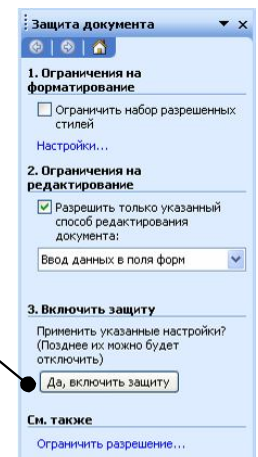 Защита документа
1. Ограничения на
форматирование
Ограничить набор разрешенных
стилей
Настройки...
2. Ограничения на
редактирование
Разрешить только указанный
способ редактирования
документа:
Ввод данных в поля форм
3. Включить защиту
Применить указанные настройки?
(Позднее их можно будет
отключить)
Да, включить защиту
См. также
Ограничить разрешение...